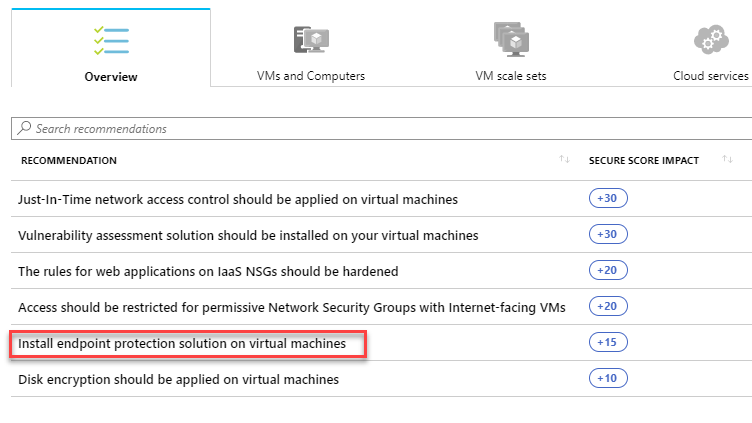 Overview
VMs and Computers
VM scale sets
Cloud services
Search recommendations
RECOMMENDATION
SECURE SCORE IMPACT
Just-In-Time network access control should be applied on virtual machines +30
Vulnerability assessment solution should be installed on your virtual machines +30
The rules for web applications on IaaS NSGs should be hardened +20
Access should be restricted for permissive Network Security Groups with Internet-facing VMs +20
Install endpoint protection solution on virtual machines +15
Disk encryption should be applied on virtual machines +10